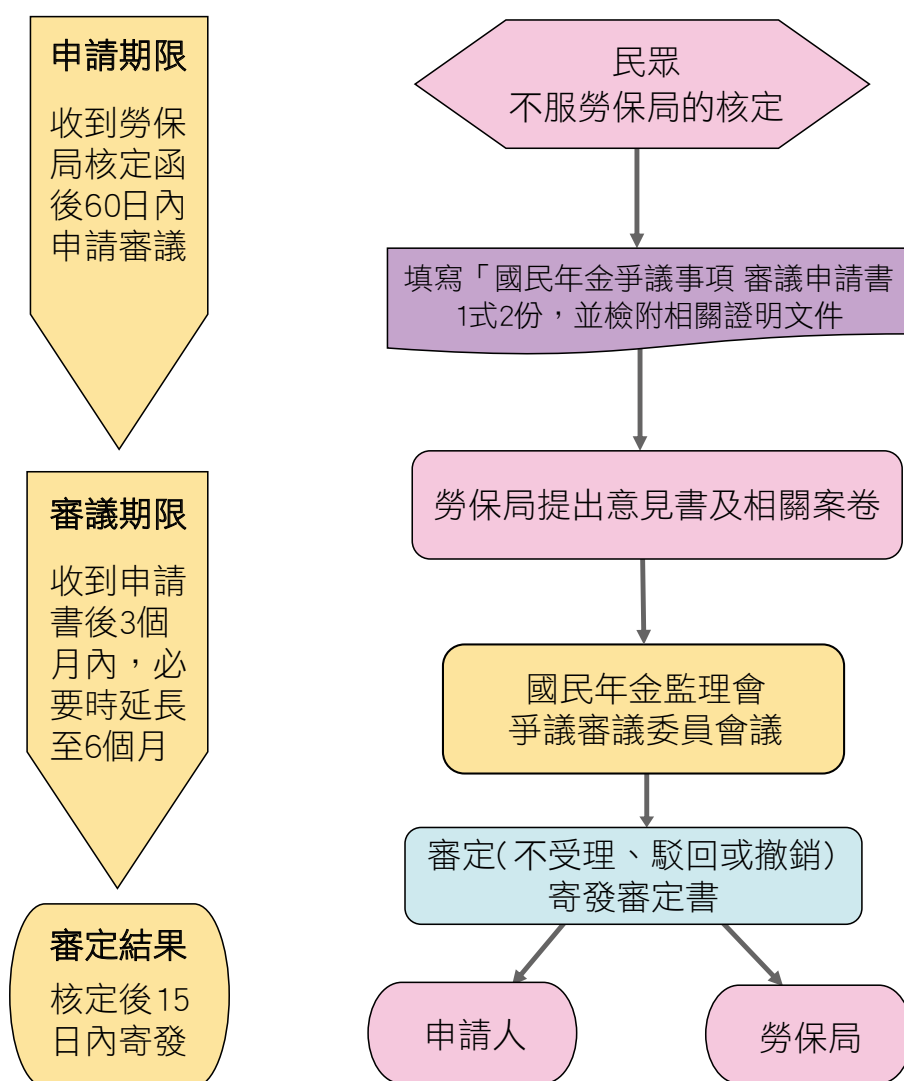 申請期限
收到勞保
局核定函
後60日內
申請審議
審議期限
收到申請
書後3個
月內，必
要時延長
至6個月
審定結果
核定後15
日內寄發
民眾
不服勞保局的核定
填寫「國民年金爭議事項 審議申請書
1式2份，並檢附相關證明文件
勞保局提出意見書及相關案卷
國民年金監理會
爭議審議委員會議
審定(不受理、駁回或撤銷)
寄發審定書
申請人
勞保局